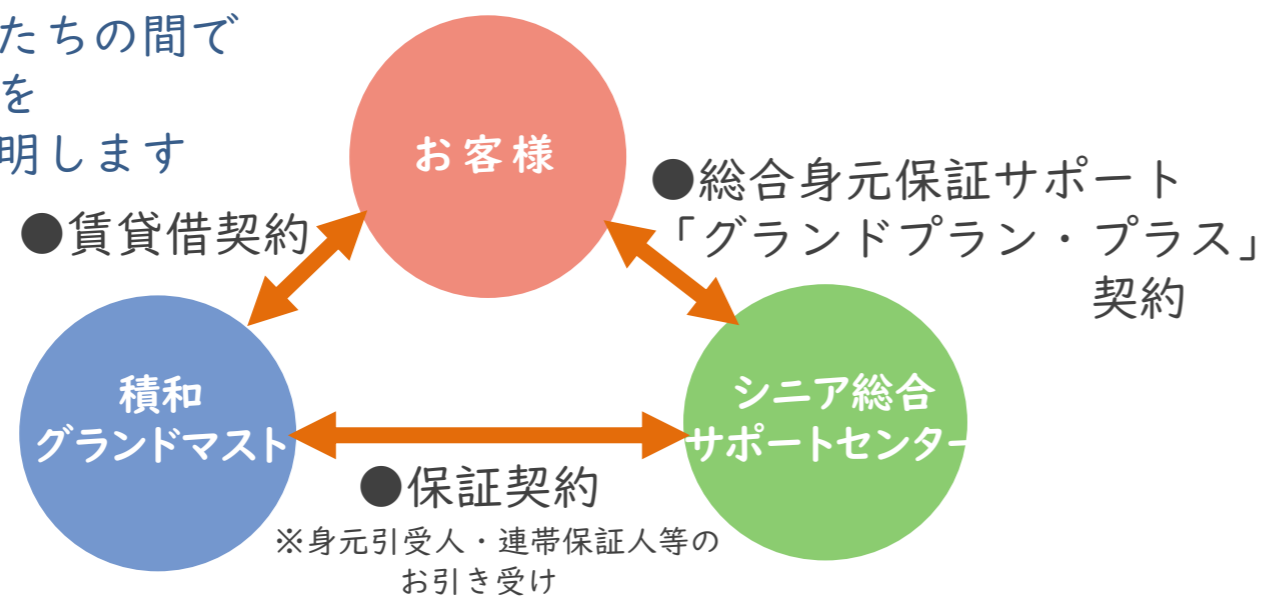 たちの間で
を
明します
お客様
●賃貸借契約
●総合身元保証サポート
「グランドプラン・プラス」
契約
積和
グランドマスト
シニア総合
サポートセンター
●保証契約
※身元引受人・連帯保証人等の
お引き受け